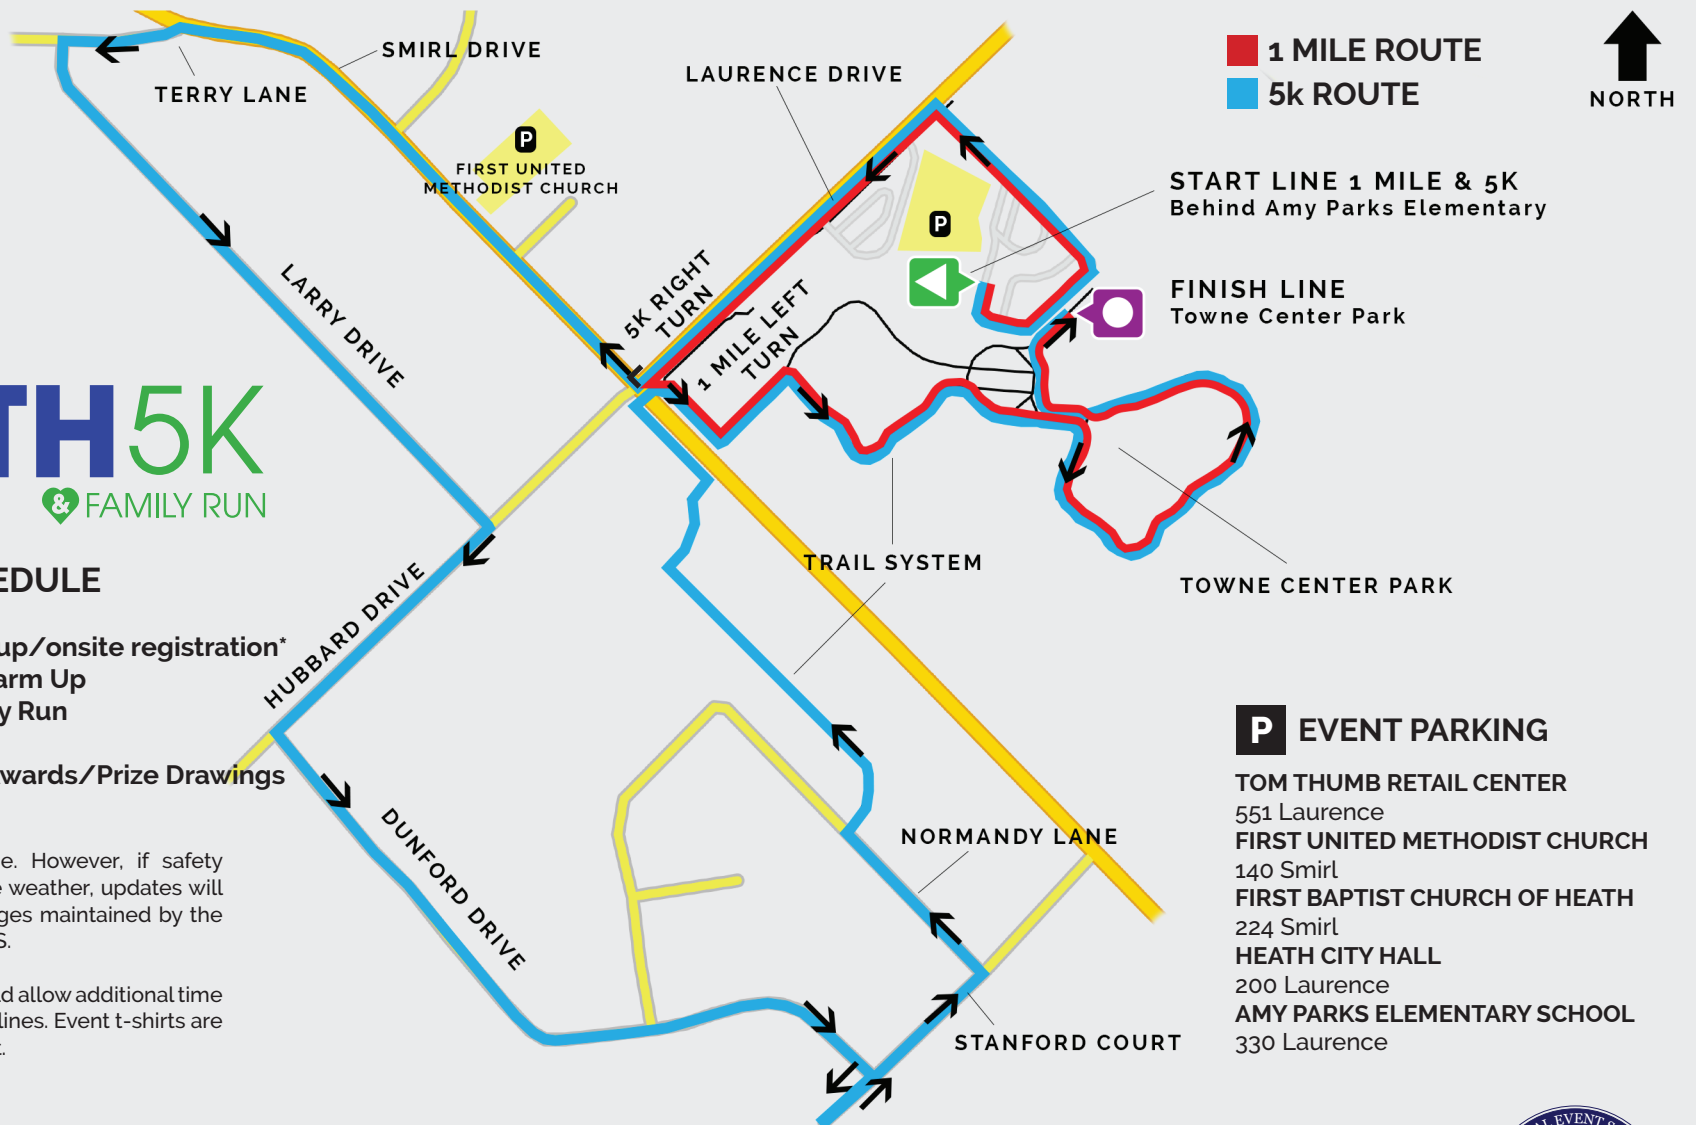 SMIRL DRIVE
TERRY LANE
LAURENCE DRIVE
1 MILE ROUTE
5k ROUTE
NORTH
P
FIRST UNITED
METHODIST CHURCH
P
START LINE 1 MILE & 5K
Behind Amy Parks Elementary
FINISH LINE
Towne Center Park
5K RIGHT
TURN
1 MILE LEFT
TURN
LARRY DRIVE
TH 5K
& FAMILY RUN
TRAIL SYSTEM
TOWNE CENTER PARK
EDULE
up/onsite registration*
arm Up
y Run
wards/Prize Drawings
HUBBARD DRIVE
DUNFORD DRIVE
NORMANDY LANE
STANFORD COURT
e. However, if safety
e weather, updates will
ges maintained by the
S.
d allow additional time
lines. Event t-shirts are
P EVENT PARKING
TOM THUMB RETAIL CENTER
551 Laurence
FIRST UNITED METHODIST CHURCH
140 Smirl
FIRST BAPTIST CHURCH OF HEATH
224 Smirl
HEATH CITY HALL
200 Laurence
AMY PARKS ELEMENTARY SCHOOL
330 Laurence
EVENT